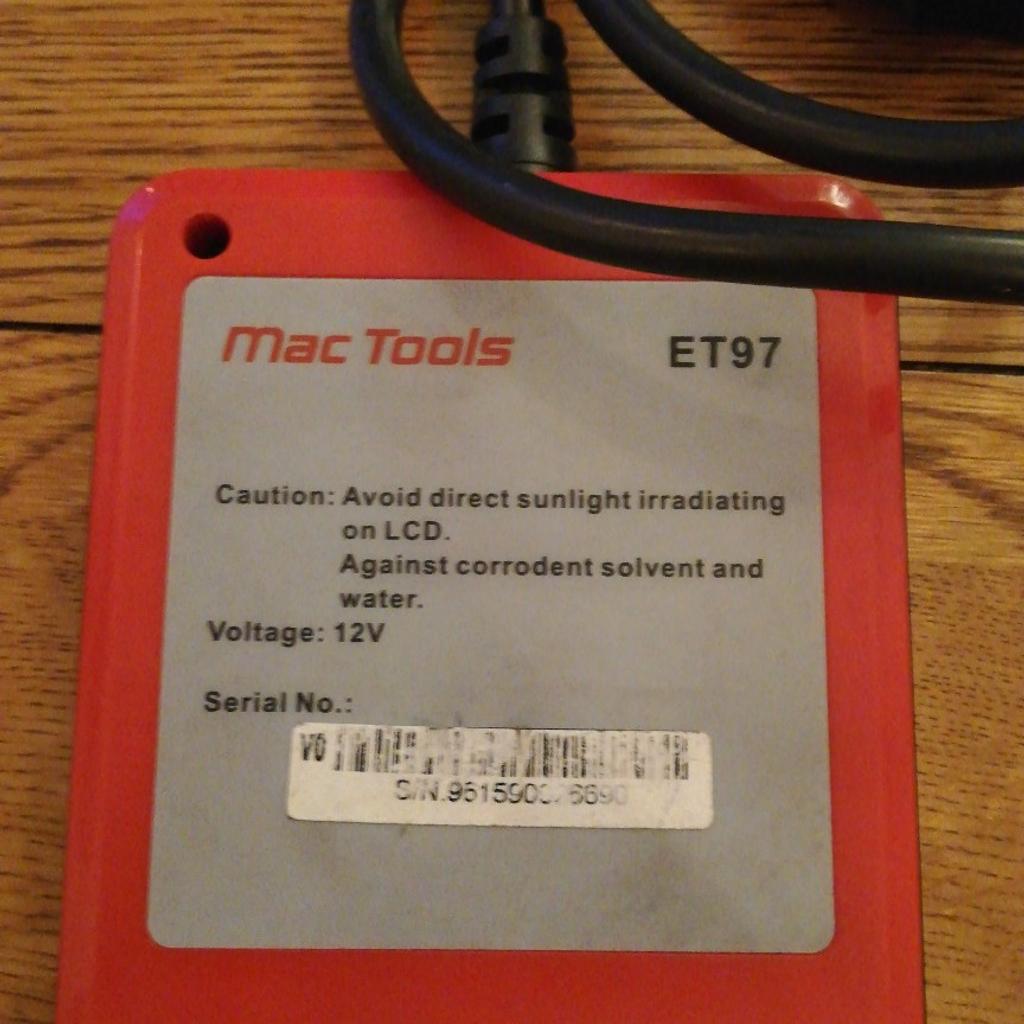 Mac Tools ET97
Caution: Avoid direct sunlight irradiating
on LCD.
Against corrodent solvent and
water.
Voltage: 12V
Serial No.:
V0